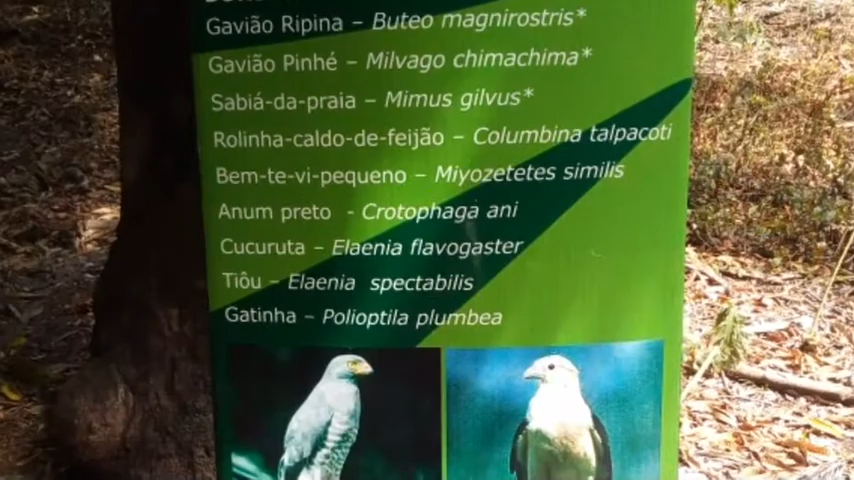 Gavião Ripina – Buteo magnirostris*
Gavião Pinhé – Milvago chimachima*
Sabiá-da-praia – Mimus gilvus*
Rolinha-caldo-de-feijão – Columbina talpacoti
Bem-te-vi-pequeno – Miyozetetes similis
Anum preto - Crotophaga ani
Cucuruta – Elaenia flavogaster
Tiôu – Elaenia spectabilis
Gatinha – Polioptila plumbea